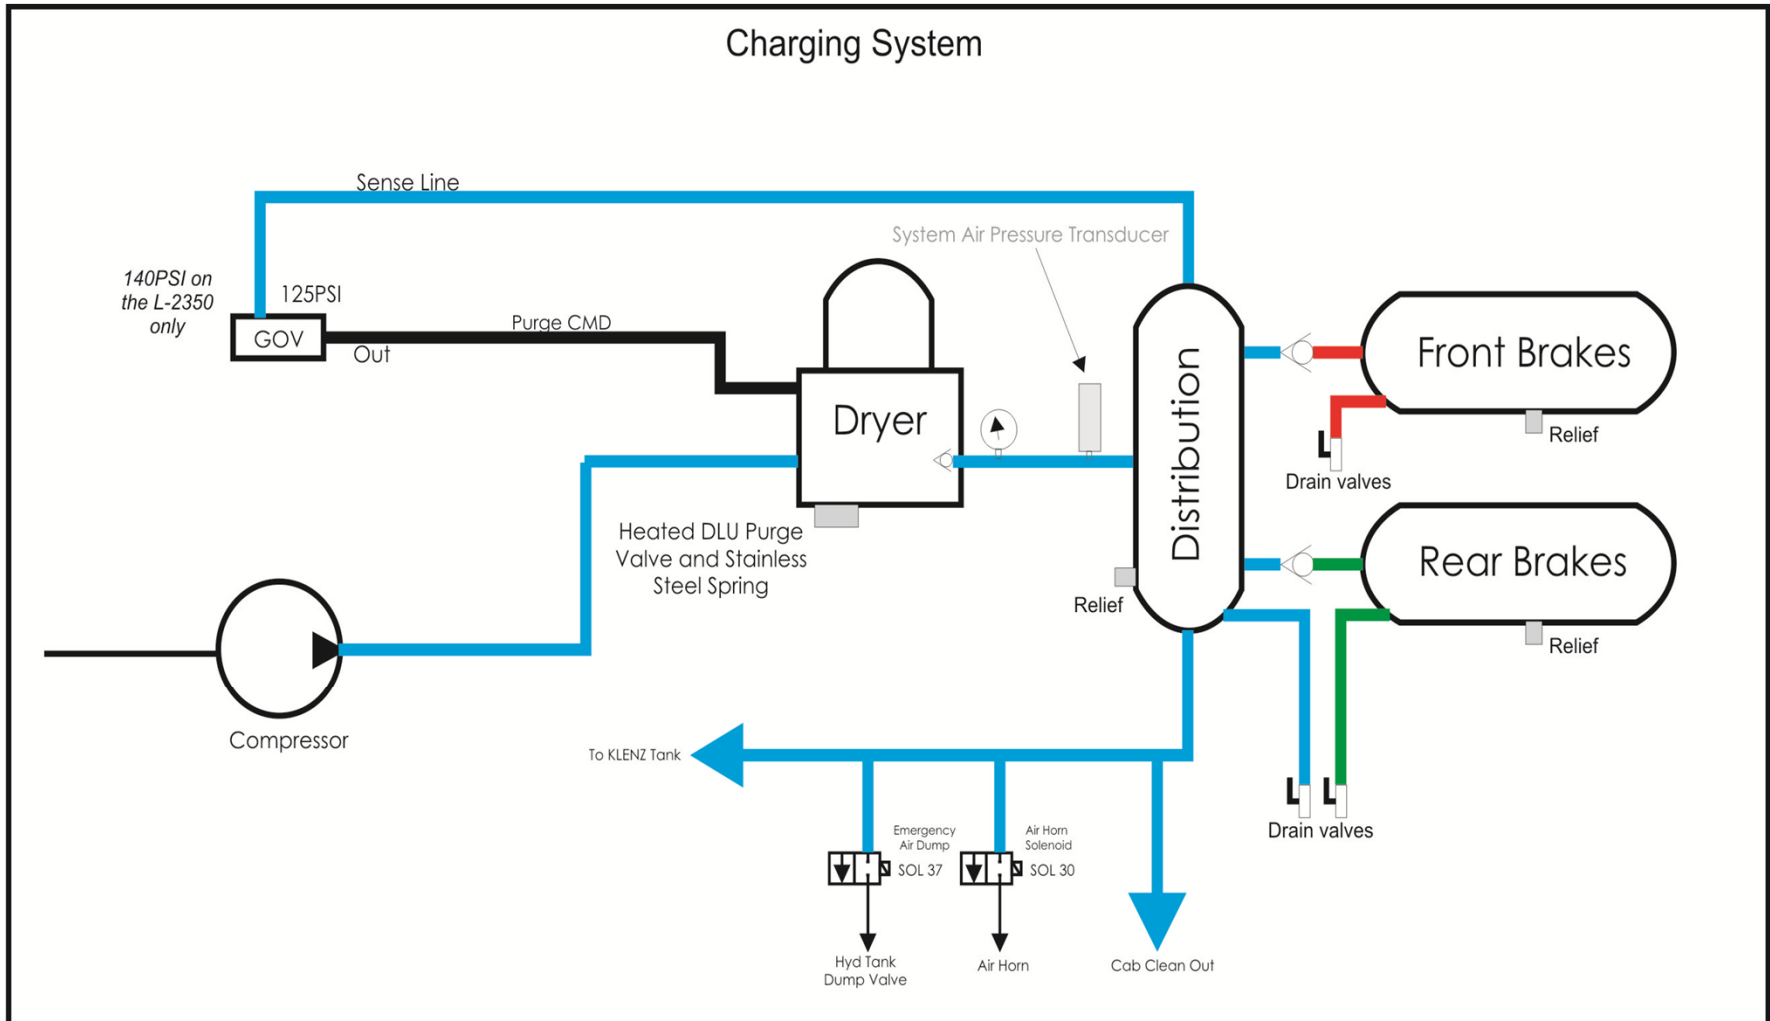 Charging System
Sense Line
System Air Pressure Transducer
140PSI on
the L-2350
only
125PSI
GOV
Out
Purge CMD
Dryer
Distribution
Front Brakes
Relief
Drain valves
Heated DLU Purge
Valve and Stainless
Steel Spring
Rear Brakes
Relief
Relief
Compressor
To KLENZ Tank
Emergency
Air Dump
SOL 37
Air Horn
Solenoid
SOL 30
Drain valves
Hyd Tank
Dump Valve
Air Horn
Cab Clean Out